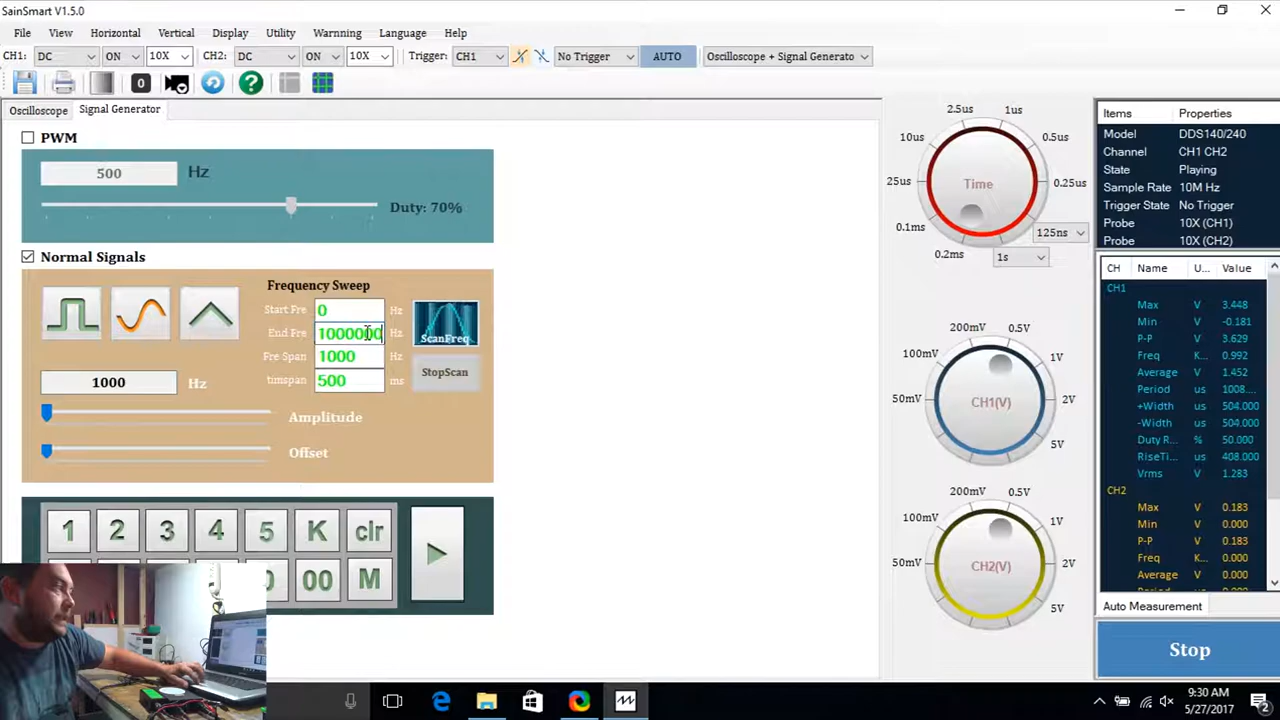 SainSmart V1.5.0
File View Horizontal Vertical Display Utility Warnning Language Help
CH1: DC ON 10X CH2: DC ON 10X Trigger: CH1 No Trigger AUTO Oscilloscope + Signal Generato
0 ?
Oscilloscope Signal Generator
PWM
500 Hz
Duty: 70%
Normal Signals
Frequency Sweep
Start Fre 0 Hz
End Fre 1000000 Hz
Fre Span 1000 Hz
timspan 500 ms
ScanFreq
StopScan
1000 Hz
Amplitude
Offset
1 2 3 4 5 K clr
0 00 M
2.5us 1us
10us 0.5us
25us Time 0.25us
0.1ms 125ns
0.2ms 1s
200mV 0.5V
100mV 1V
50mV CH1(V) 2V
5V
200mV 0.5V
100mV 1V
50mV CH2(V) 2V
5V
Items Properties
Model DDS140/240
Channel CH1 CH2
State Playing
Sample Rate 10M Hz
Trigger State No Trigger
Probe 10X (CH1)
Probe 10X (CH2)
CH Name U... Value
CH1
Max V 3.448
Min V -0.181
P-P V 3.629
Freq K... 0.992
Average V 1.452
Period us 1008....
+Width us 504.000
-Width us 504.000
Duty R... % 50.000
RiseTi... us 408.000
Vrms V 1.283
CH2
Max V 0.183
Min V 0.000
P-P V 0.183
Freq K... 0.000
Average V 0.000
Auto Measurement
Stop
9:30 AM
5/27/2017
2